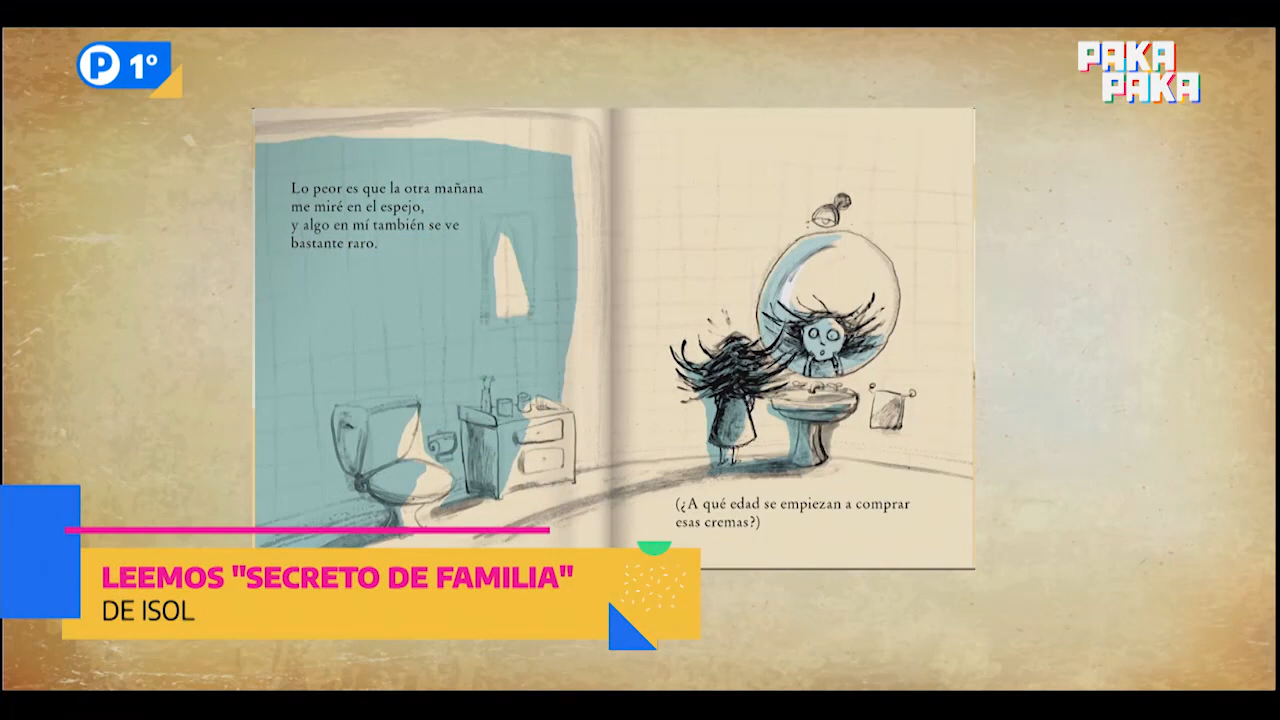 P 1º
PAKA
PAKA
Lo peor es que la otra mañana
me miré en el espejo,
y algo en mí también se ve
bastante raro.
(¿A qué edad se empiezan a comprar
esas cremas?)
LEEMOS "SECRETO DE FAMILIA"
DE ISOL